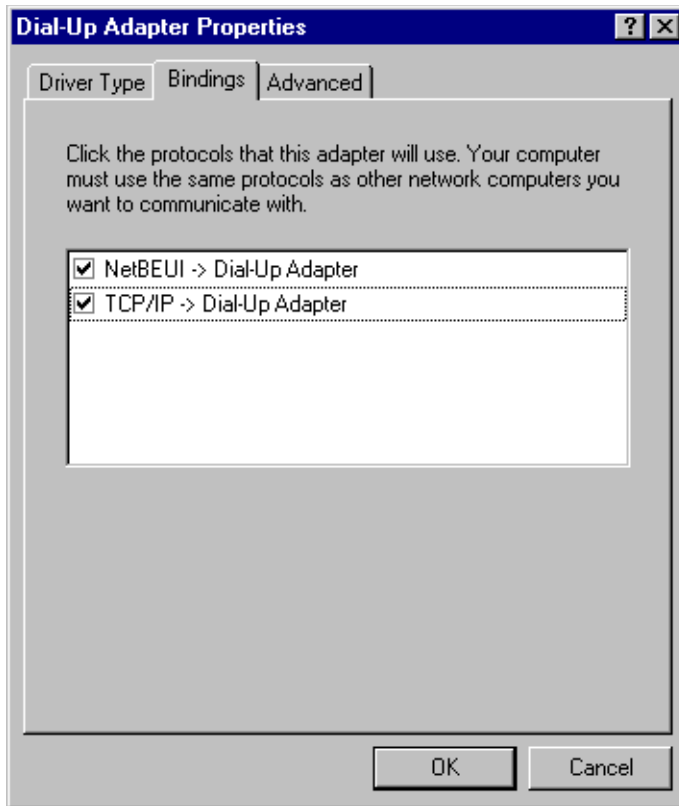 Dial-Up Adapter Properties
Driver Type Bindings Advanced
Click the protocols that this adapter will use. Your computer
must use the same protocols as other network computers you
want to communicate with.
NetBEUI -> Dial-Up Adapter
TCP/IP -> Dial-Up Adapter
OK Cancel